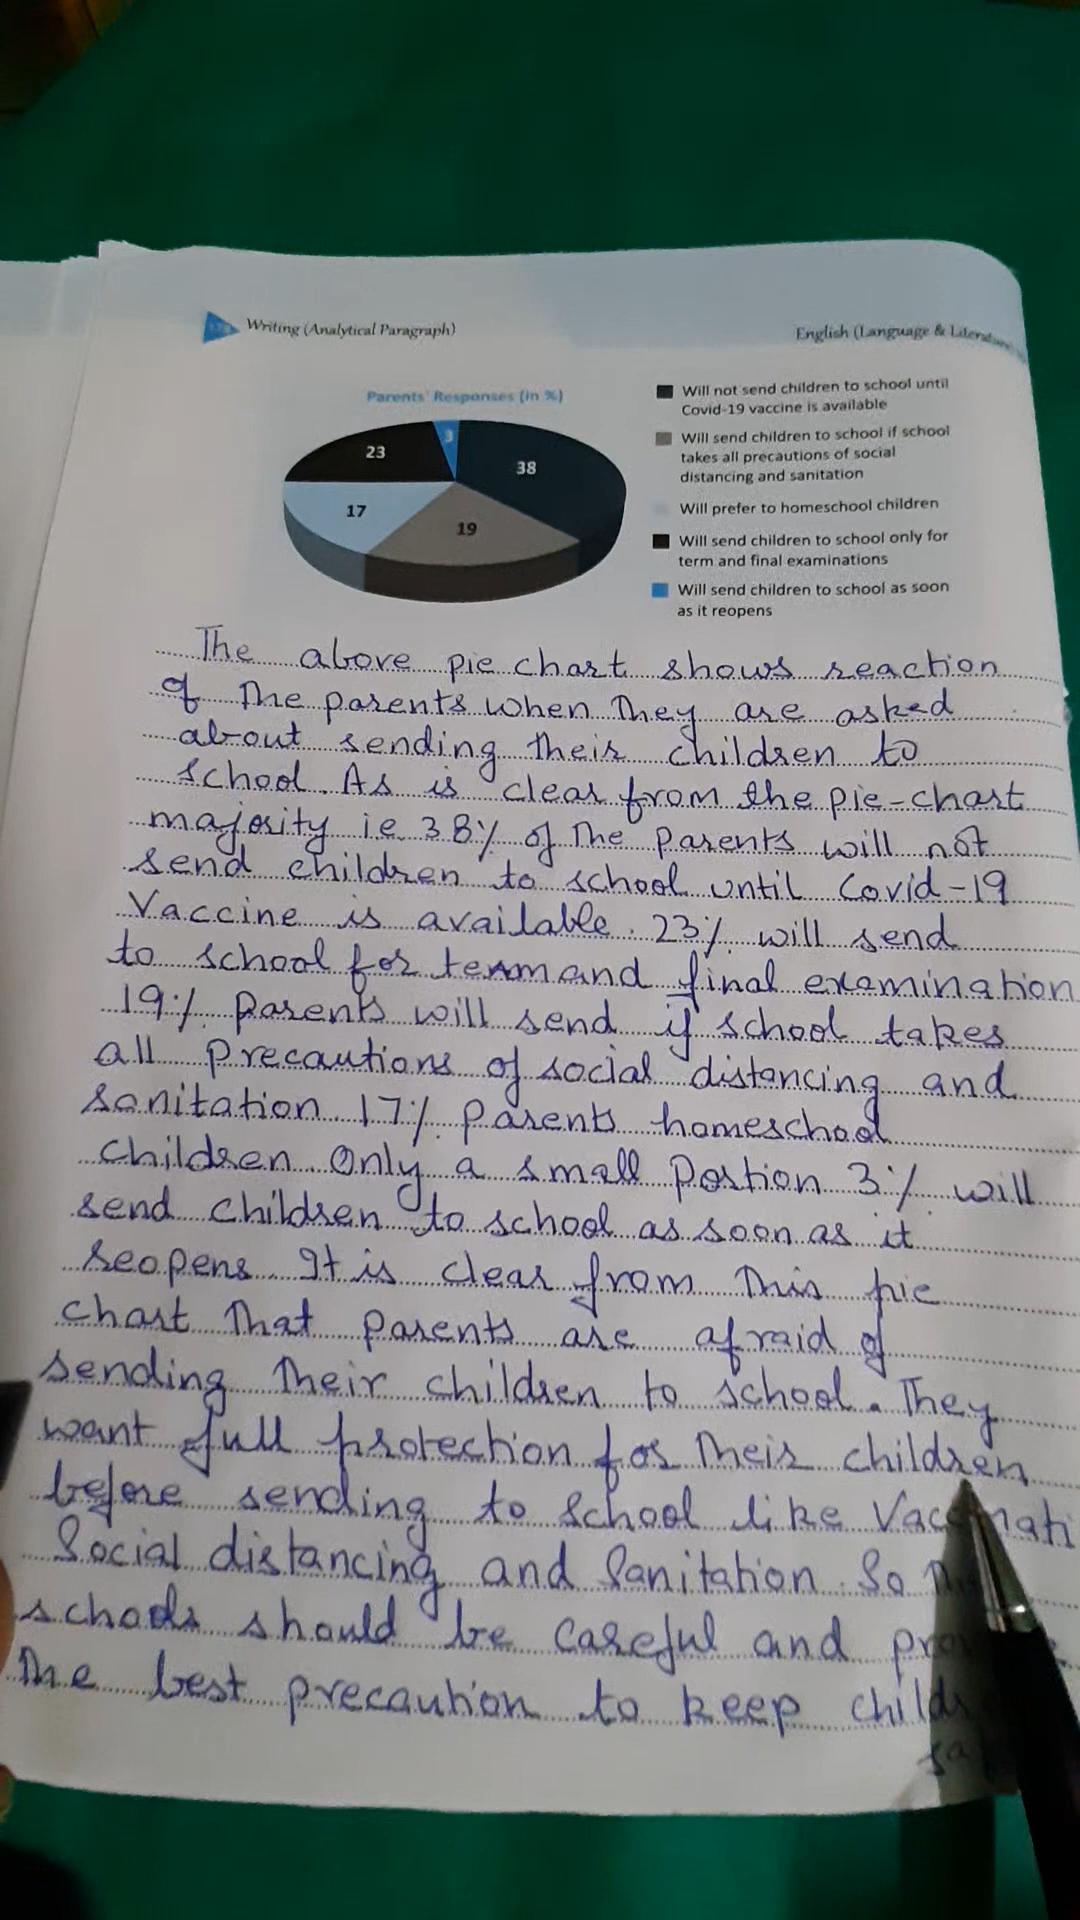 Writing (Analytical Paragraph)
English (Language & Literature)
Parents' Responses (in %)
3
23
38
17
19
Will not send children to school until
Covid-19 vaccine is available
Will send children to school if school
takes all precautions of social
distancing and sanitation
Will prefer to homeschool children
Will send children to school only for
term and final examinations
Will send children to school as soon
as it reopens
The above pie chart shows reaction
of the parents when they are asked
about sending their children to
school. As is clear from the pie-chart
majority ie 38% of the parents will not
send children to school until Covid-19
Vaccine is available. 23% will send
to school for term and final examination
19% parents will send if school takes
all precautions of social distancing and
sanitation. 17% parents homeschool
children Only a small portion 3% will
send children to school as soon as it
reopens. It is clear from this pie
chart that parents are afraid of
sending their children to school. They
want full protection for their children
before sending to school like
Social distancing and Sanitation. So
schools should be careful and
the best precaution to keep